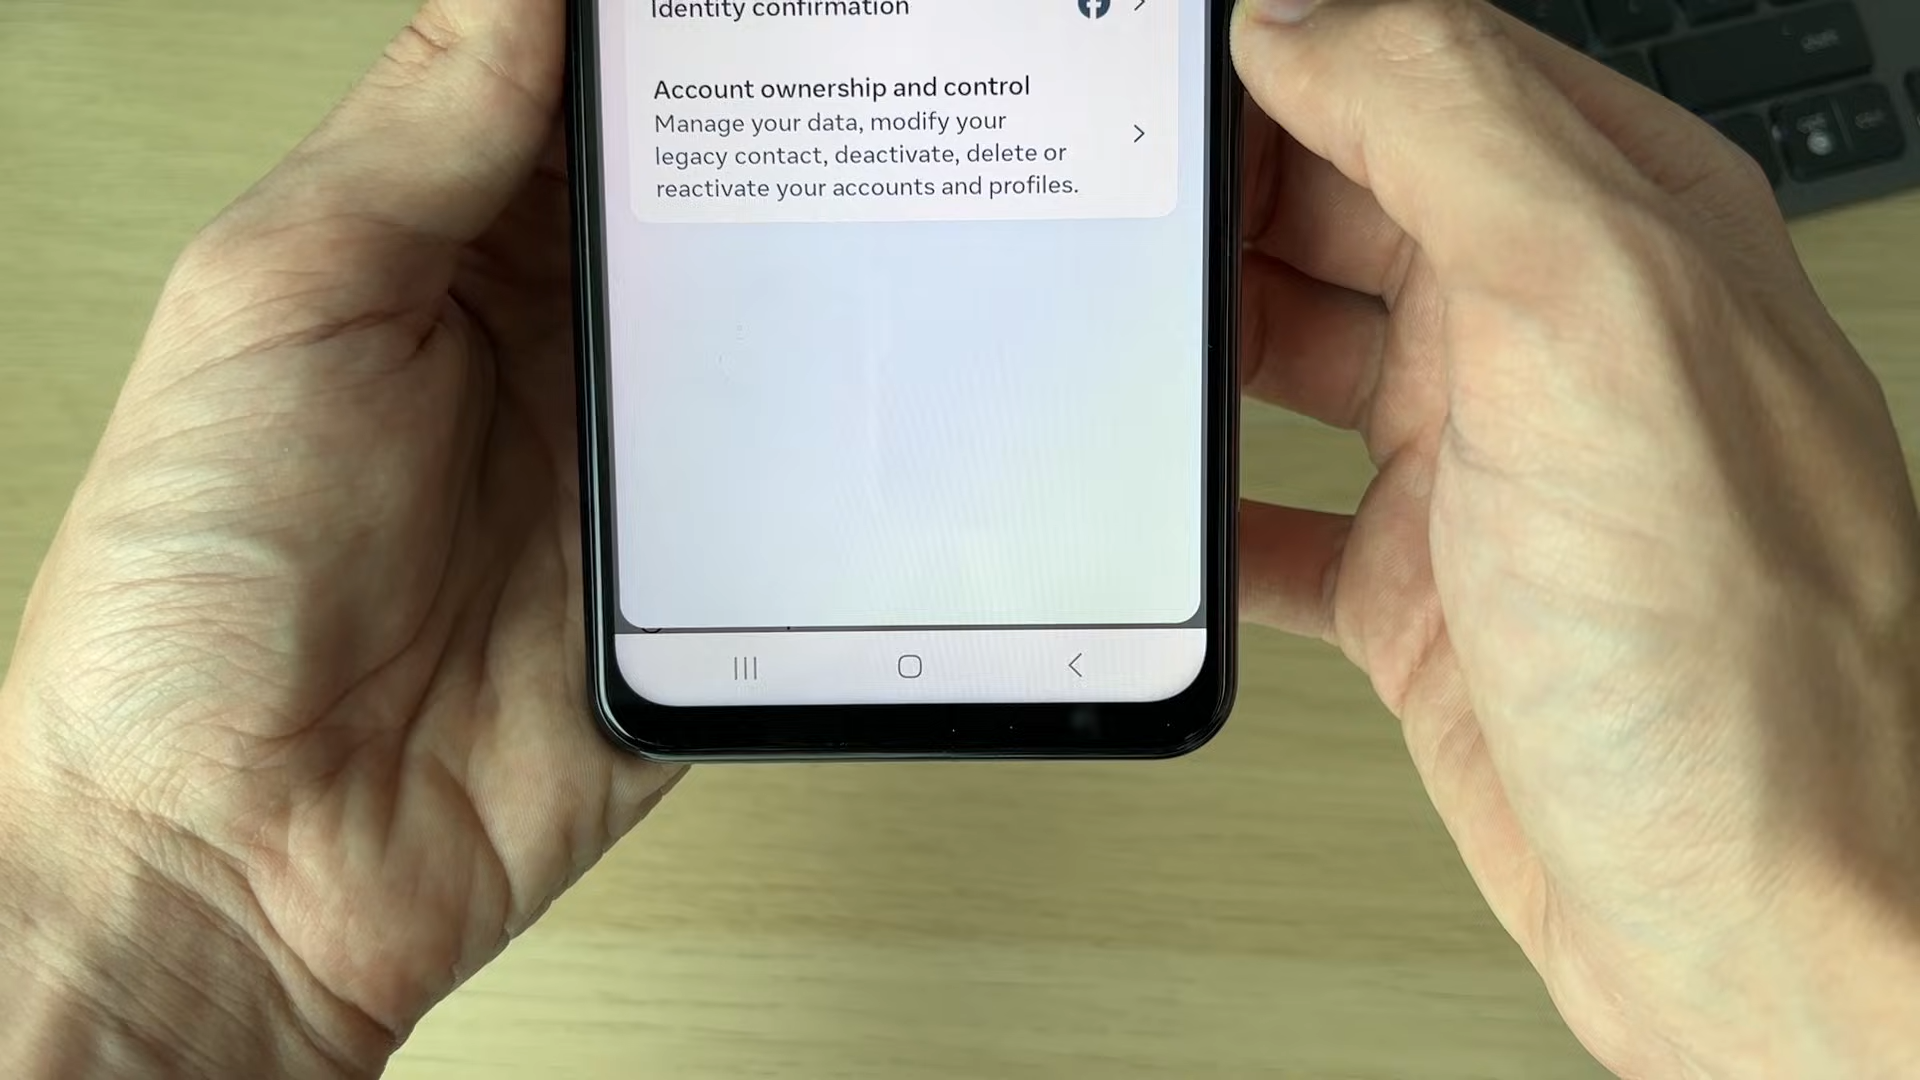 Identity confirmation
Account ownership and control
Manage your data, modify your
legacy contact, deactivate, delete or
reactivate your accounts and profiles.